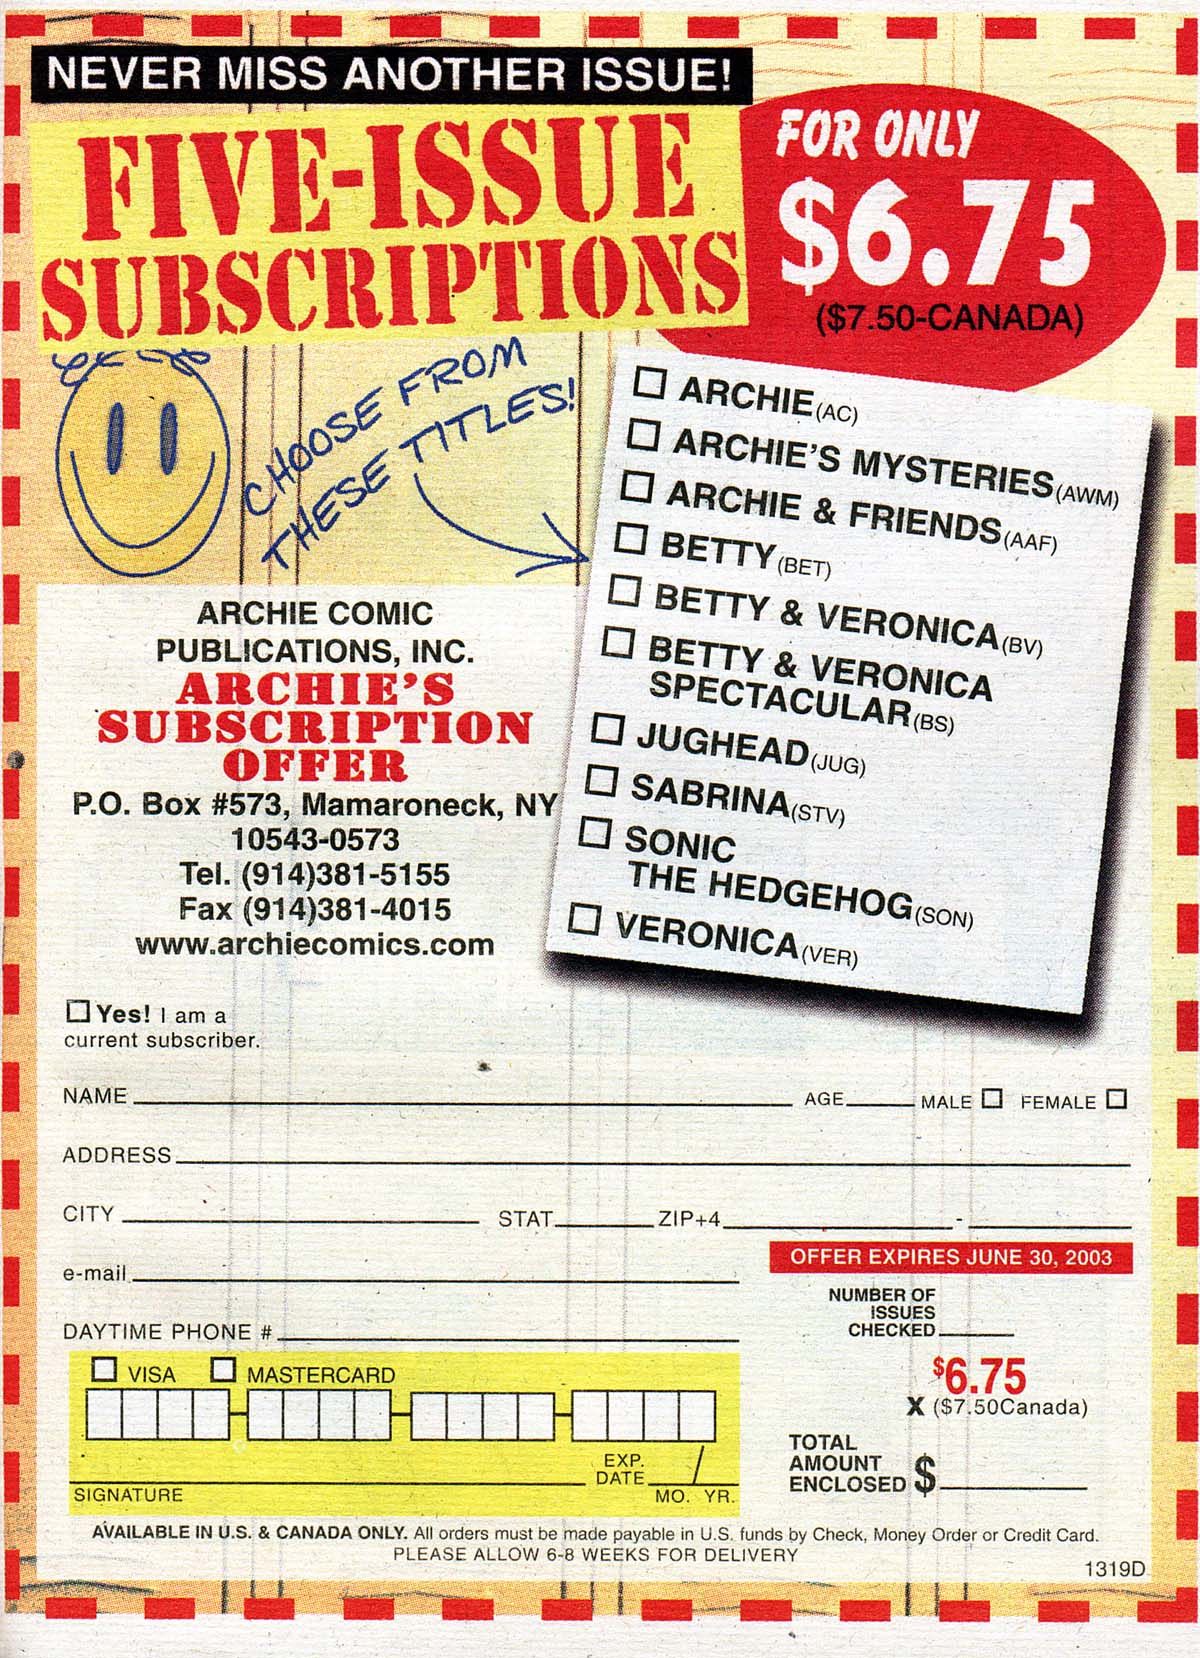 NEVER MISS ANOTHER ISSUE!
FIVE-ISSUE
SUBSCRIPTIONS
FOR ONLY
$6.75
($7.50-CANADA)
CHOOSE FROM
THESE TITLES!
ARCHIE(AC)
ARCHIE'S MYSTERIES(AWM)
ARCHIE & FRIENDS(AAF)
BETTY(BET)
BETTY & VERONICA(BV)
BETTY & VERONICA
SPECTACULAR(BS)
JUGHEAD(JUG)
SABRINA(STV)
SONIC
THE HEDGEHOG(SON)
VERONICA(VER)
ARCHIE COMIC
PUBLICATIONS, INC.
ARCHIE'S
SUBSCRIPTION
OFFER
P.O. Box #573, Mamaroneck, NY
10543-0573
Tel. (914)381-5155
Fax (914)381-4015
www.archiecomics.com
Yes! I am a
current subscriber.
NAME AGE MALE FEMALE
ADDRESS
CITY STAT ZIP+4 -
e-mail
DAYTIME PHONE #
VISA MASTERCARD
EXP.
DATE /
SIGNATURE MO. YR.
OFFER EXPIRES JUNE 30, 2003
NUMBER OF
ISSUES
CHECKED
$6.75
X ($7.50Canada)
TOTAL
AMOUNT
ENCLOSED $
AVAILABLE IN U.S. & CANADA ONLY. All orders must be made payable in U.S. funds by Check, Money Order or Credit Card.
PLEASE ALLOW 6-8 WEEKS FOR DELIVERY
1319D